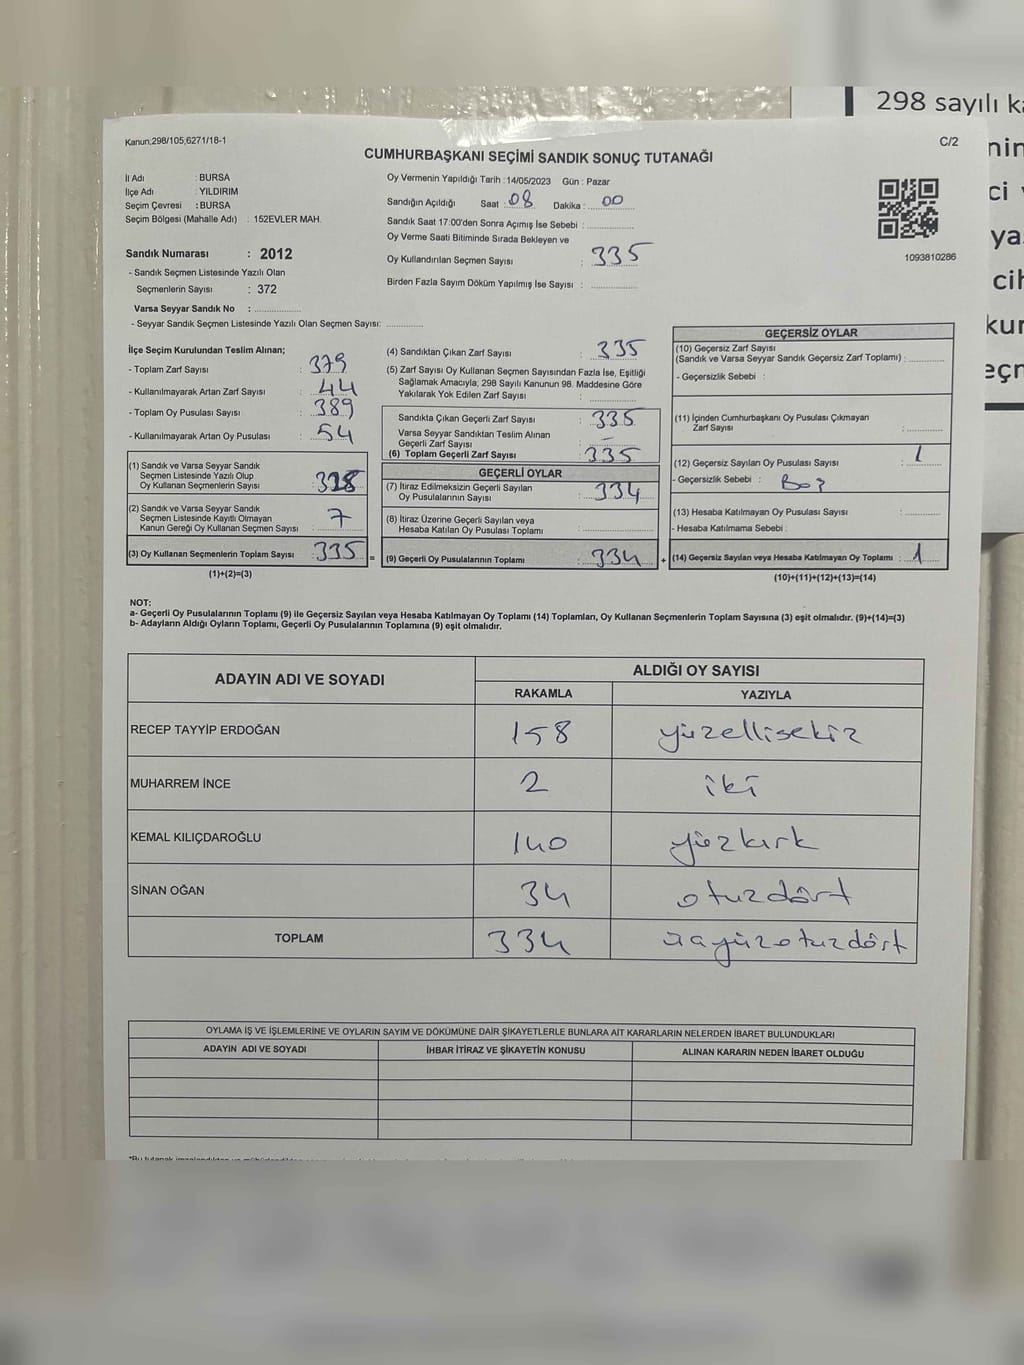 298 sayılı
Kanun;298/105;6271/18-1
C/2
CUMHURBAŞKANI SEÇİMİ SANDIK SONUÇ TUTANAĞI
İl Adı : BURSA
İlçe Adı : YILDIRIM
Seçim Çevresi : BURSA
Seçim Bölgesi (Mahalle Adı) : 152EVLER MAH.
Oy Vermenin Yapıldığı Tarih :14/05/2023 Gün : Pazar
Sandığın Açıldığı Saat : 08 Dakika : 00
Sandık Saat 17:00'den Sonra Açımış İse Sebebi :
Oy Verme Saati Bitiminde Sırada Bekleyen ve
Oy Kullandırılan Seçmen Sayısı : 335
Birden Fazla Sayım Döküm Yapılmış İse Sayısı :
1093810286
Sandık Numarası : 2012
- Sandık Seçmen Listesinde Yazılı Olan
Seçmenlerin Sayısı : 372
Varsa Seyyar Sandık No :
- Seyyar Sandık Seçmen Listesinde Yazılı Olan Seçmen Sayısı:
İlçe Seçim Kurulundan Teslim Alınan;
- Toplam Zarf Sayısı : 379
- Kullanılmayarak Artan Zarf Sayısı : 44
- Toplam Oy Pusulası Sayısı : 389
- Kullanılmayarak Artan Oy Pusulası : 54
(1) Sandık ve Varsa Seyyar Sandık
Seçmen Listesinde Yazılı Olup
Oy Kullanan Seçmenlerin Sayısı : 328
(2) Sandık ve Varsa Seyyar Sandık
Seçmen Listesinde Kayıtlı Olmayan
Kanun Gereği Oy Kullanan Seçmen Sayısı : 7
(3) Oy Kullanan Seçmenlerin Toplam Sayısı : 335 =
(1)+(2)=(3)
(4) Sandıktan Çıkan Zarf Sayısı : 335
(5) Zarf Sayısı Oy Kullanan Seçmen Sayısından Fazla İse, Eşitliği
Sağlamak Amacıyla; 298 Sayılı Kanunun 98. Maddesine Göre
Yakılarak Yok Edilen Zarf Sayısı :
Sandıkta Çıkan Geçerli Zarf Sayısı : 335
Varsa Seyyar Sandıktan Teslim Alınan
Geçerli Zarf Sayısı : -
(6) Toplam Geçerli Zarf Sayısı : 335
GEÇERLİ OYLAR
(7) İtiraz Edilmeksizin Geçerli Sayılan
Oy Pusulalarının Sayısı : 334
(8) İtiraz Üzerine Geçerli Sayılan veya
Hesaba Katılan Oy Pusulası Toplamı :
(9) Geçerli Oy Pusulalarının Toplamı : 334 +
GEÇERSİZ OYLAR
(10) Geçersiz Zarf Sayısı
(Sandık ve Varsa Seyyar Sandık Geçersiz Zarf Toplamı) :
- Geçersizlik Sebebi :
(11) İçinden Cumhurbaşkanı Oy Pusulası Çıkmayan
Zarf Sayısı :
(12) Geçersiz Sayılan Oy Pusulası Sayısı : 1
- Geçersizlik Sebebi : Boş
(13) Hesaba Katılmayan Oy Pusulası Sayısı :
- Hesaba Katılmama Sebebi :
(14) Geçersiz Sayılan veya Hesaba Katılmayan Oy Toplamı : 1
(10)+(11)+(12)+(13)=(14)
NOT:
a- Geçerli Oy Pusulalarının Toplamı (9) ile Geçersiz Sayılan veya Hesaba Katılmayan Oy Toplamı (14) Toplamları, Oy Kullanan Seçmenlerin Toplam Sayısına (3) eşit olmalıdır. (9)+(14)=(3)
b- Adayların Aldığı Oyların Toplamı, Geçerli Oy Pusulalarının Toplamına (9) eşit olmalıdır.
ADAYIN ADI VE SOYADI
ALDIĞI OY SAYISI
RAKAMLA YAZIYLA
RECEP TAYYİP ERDOĞAN 158 yüzellisekiz
MUHARREM İNCE 2 iki
KEMAL KILIÇDAROĞLU 140 yüzkırk
SİNAN OĞAN 34 otuzdört
TOPLAM 334 üçyüzotuzdört
OYLAMA İŞ VE İŞLEMLERİNE VE OYLARIN SAYIM VE DÖKÜMÜNE DAİR ŞİKAYETLERLE BUNLARA AİT KARARLARIN NELERDEN İBARET BULUNDUKLARI
ADAYIN ADI VE SOYADI İHBAR İTİRAZ VE ŞİKAYETİN KONUSU ALINAN KARARIN NEDEN İBARET OLDUĞU